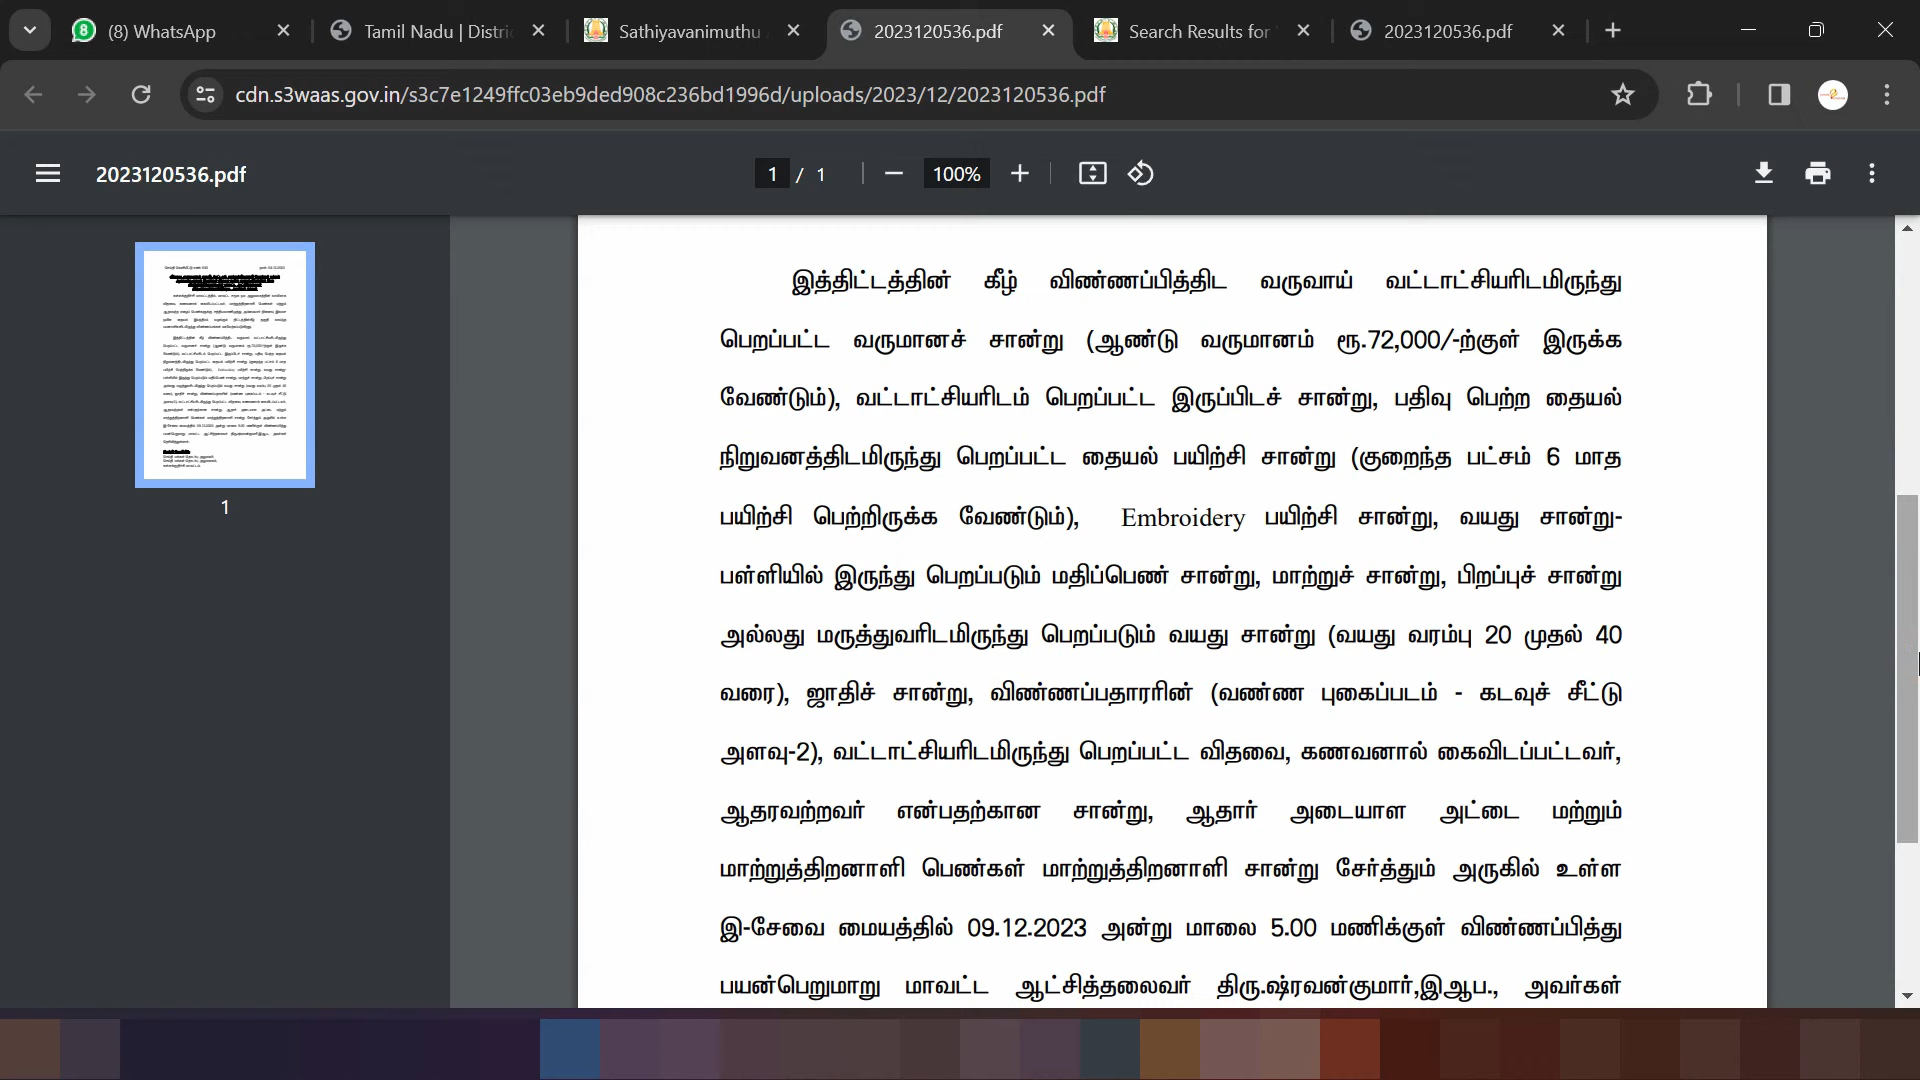 (8) WhatsApp
Tamil Nadu | Distri
Sathiyavanimuthu
2023120536.pdf
Search Results for
2023120536.pdf
cdn.s3waas.gov.in/s3c7e1249ffc03eb9ded908c236bd1996d/uploads/2023/12/2023120536.pdf
2023120536.pdf
1 / 1
100%
இத்திட்டத்தின் கீழ் விண்ணப்பித்திட வருவாய் வட்டாட்சியரிடமிருந்து
பெறப்பட்ட வருமானச் சான்று (ஆண்டு வருமானம் ரூ.72,000/-ற்குள் இருக்க
வேண்டும்), வட்டாட்சியரிடம் பெறப்பட்ட இருப்பிடச் சான்று, பதிவு பெற்ற தையல்
நிறுவனத்திடமிருந்து பெறப்பட்ட தையல் பயிற்சி சான்று (குறைந்த பட்சம் 6 மாத
பயிற்சி பெற்றிருக்க வேண்டும்), Embroidery பயிற்சி சான்று, வயது சான்று-
பள்ளியில் இருந்து பெறப்படும் மதிப்பெண் சான்று, மாற்றுச் சான்று, பிறப்புச் சான்று
அல்லது மருத்துவரிடமிருந்து பெறப்படும் வயது சான்று (வயது வரம்பு 20 முதல் 40
வரை), ஜாதிச் சான்று, விண்ணப்பதாரரின் (வண்ண புகைப்படம் - கடவுச் சீட்டு
அளவு-2), வட்டாட்சியரிடமிருந்து பெறப்பட்ட விதவை, கணவனால் கைவிடப்பட்டவர்,
ஆதரவற்றவர் என்பதற்கான சான்று, ஆதார் அடையாள அட்டை மற்றும்
மாற்றுத்திறனாளி பெண்கள் மாற்றுத்திறனாளி சான்று சேர்த்தும் அருகில் உள்ள
இ-சேவை மையத்தில் 09.12.2023 அன்று மாலை 5.00 மணிக்குள் விண்ணப்பித்து
பயன்பெறுமாறு மாவட்ட ஆட்சித்தலைவர் திரு.ஷ்ரவன்குமார்,இஆப., அவர்கள்
1